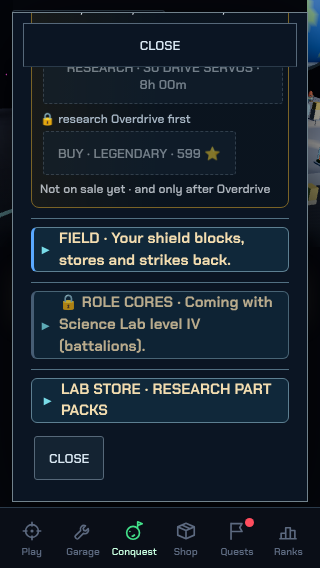 CLOSE
RESEARCH · 30 DRIVE SERVOS ·
8h 00m
🔒 research Overdrive first
BUY · LEGENDARY · 599 ⭐
Not on sale yet · and only after Overdrive
▸ FIELD · Your shield blocks,
stores and strikes back.
▸ 🔒 ROLE CORES · Coming with
Science Lab level IV
(battalions).
▸ LAB STORE · RESEARCH PART
PACKS
CLOSE
Play Garage Conquest Shop Quests Ranks